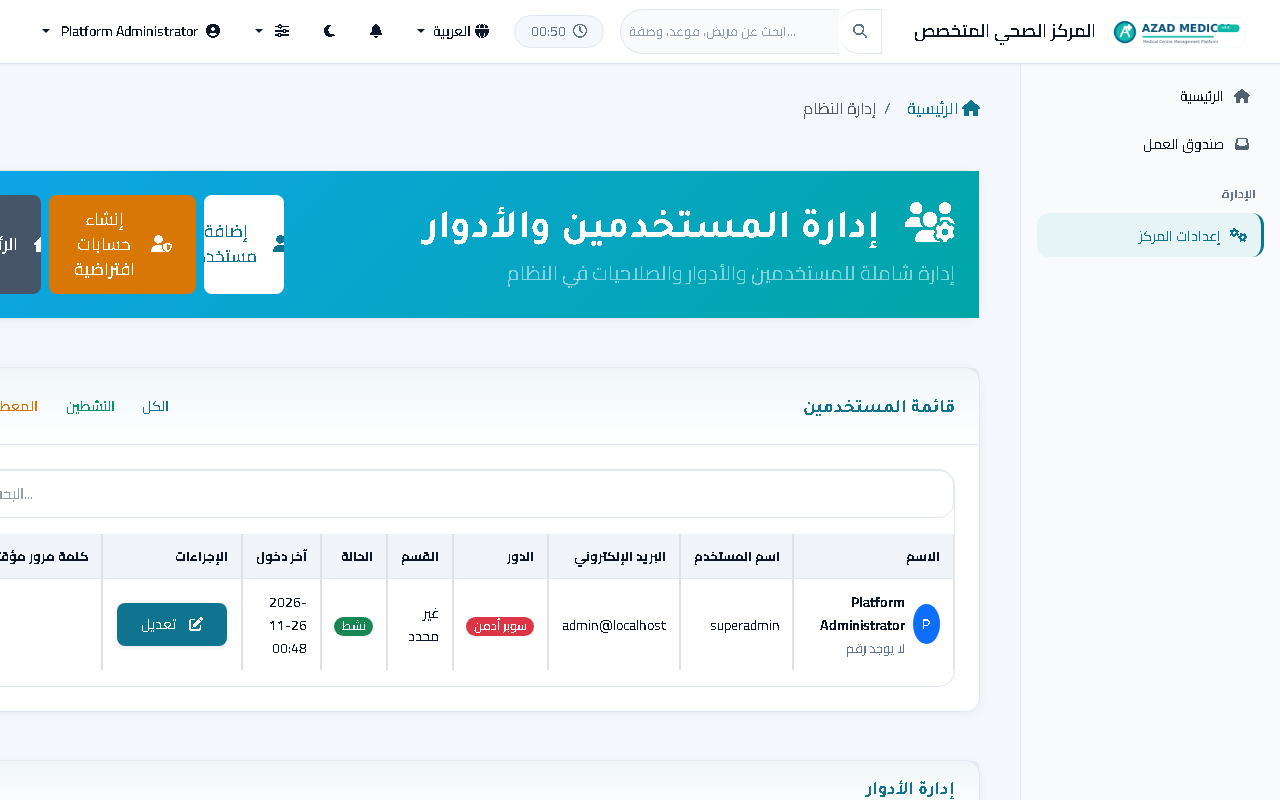 AZAD MEDIC
Medical Centre Management Platform
المركز الصحي المتخصص
ابحث عن مريض، موعد، وصفة...
00:50
العربية
Platform Administrator
الرئيسية
صندوق العمل
الإدارة
إعدادات المركز
الرئيسية / إدارة النظام
إدارة المستخدمين والأدوار
إدارة شاملة للمستخدمين والأدوار والصلاحيات في النظام
إضافة
إنشاء
حسابات
افتراضية
قائمة المستخدمين
الكل
النشطين
الاسم
اسم المستخدم
البريد الإلكتروني
الدور
القسم
الحالة
آخر دخول
الإجراءات
كلمة مرور
P
Platform
Administrator
لا يوجد رقم
superadmin
admin@localhost
سوبر أدمن
غير
محدد
نشط
2026-
11-26
00:48
تعديل
إدارة الأدوار